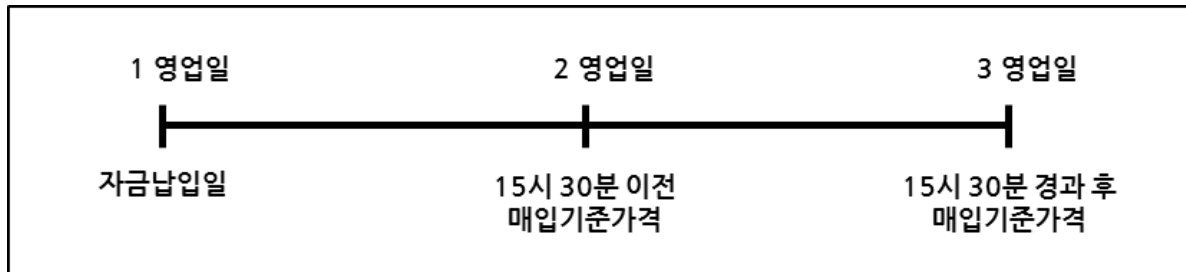 1 영업일
2 영업일
3 영업일
자금납입일
15시 30분 이전
매입기준가격
15시 30분 경과 후
매입기준가격